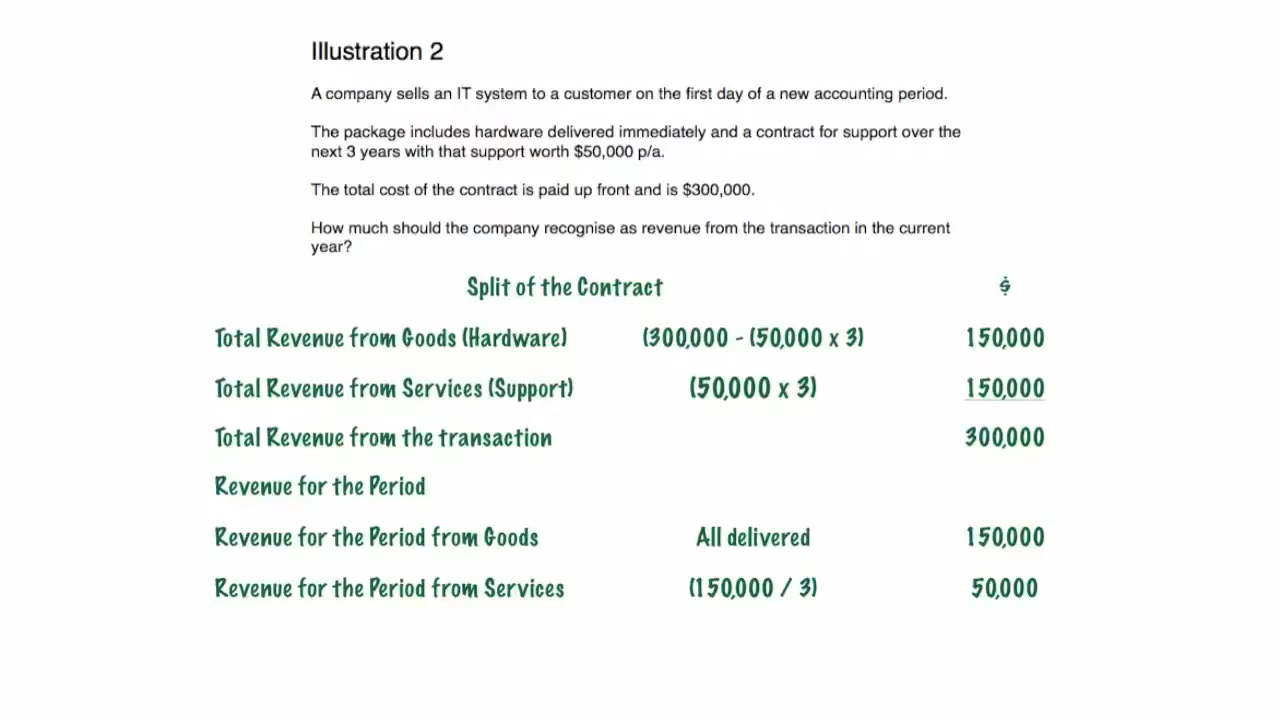 Illustration 2
A company sells an IT system to a customer on the first day of a new accounting period.
The package includes hardware delivered immediately and a contract for support over the
next 3 years with that support worth $50,000 p/a.
The total cost of the contract is paid up front and is $300,000.
How much should the company recognise as revenue from the transaction in the current
year?
Split of the Contract $
Total Revenue from Goods (Hardware) (300,000 - (50,000 x 3) 150,000
Total Revenue from Services (Support) (50,000 x 3) 150,000
Total Revenue from the transaction 300,000
Revenue for the Period
Revenue for the Period from Goods All delivered 150,000
Revenue for the Period from Services (150,000 / 3) 50,000